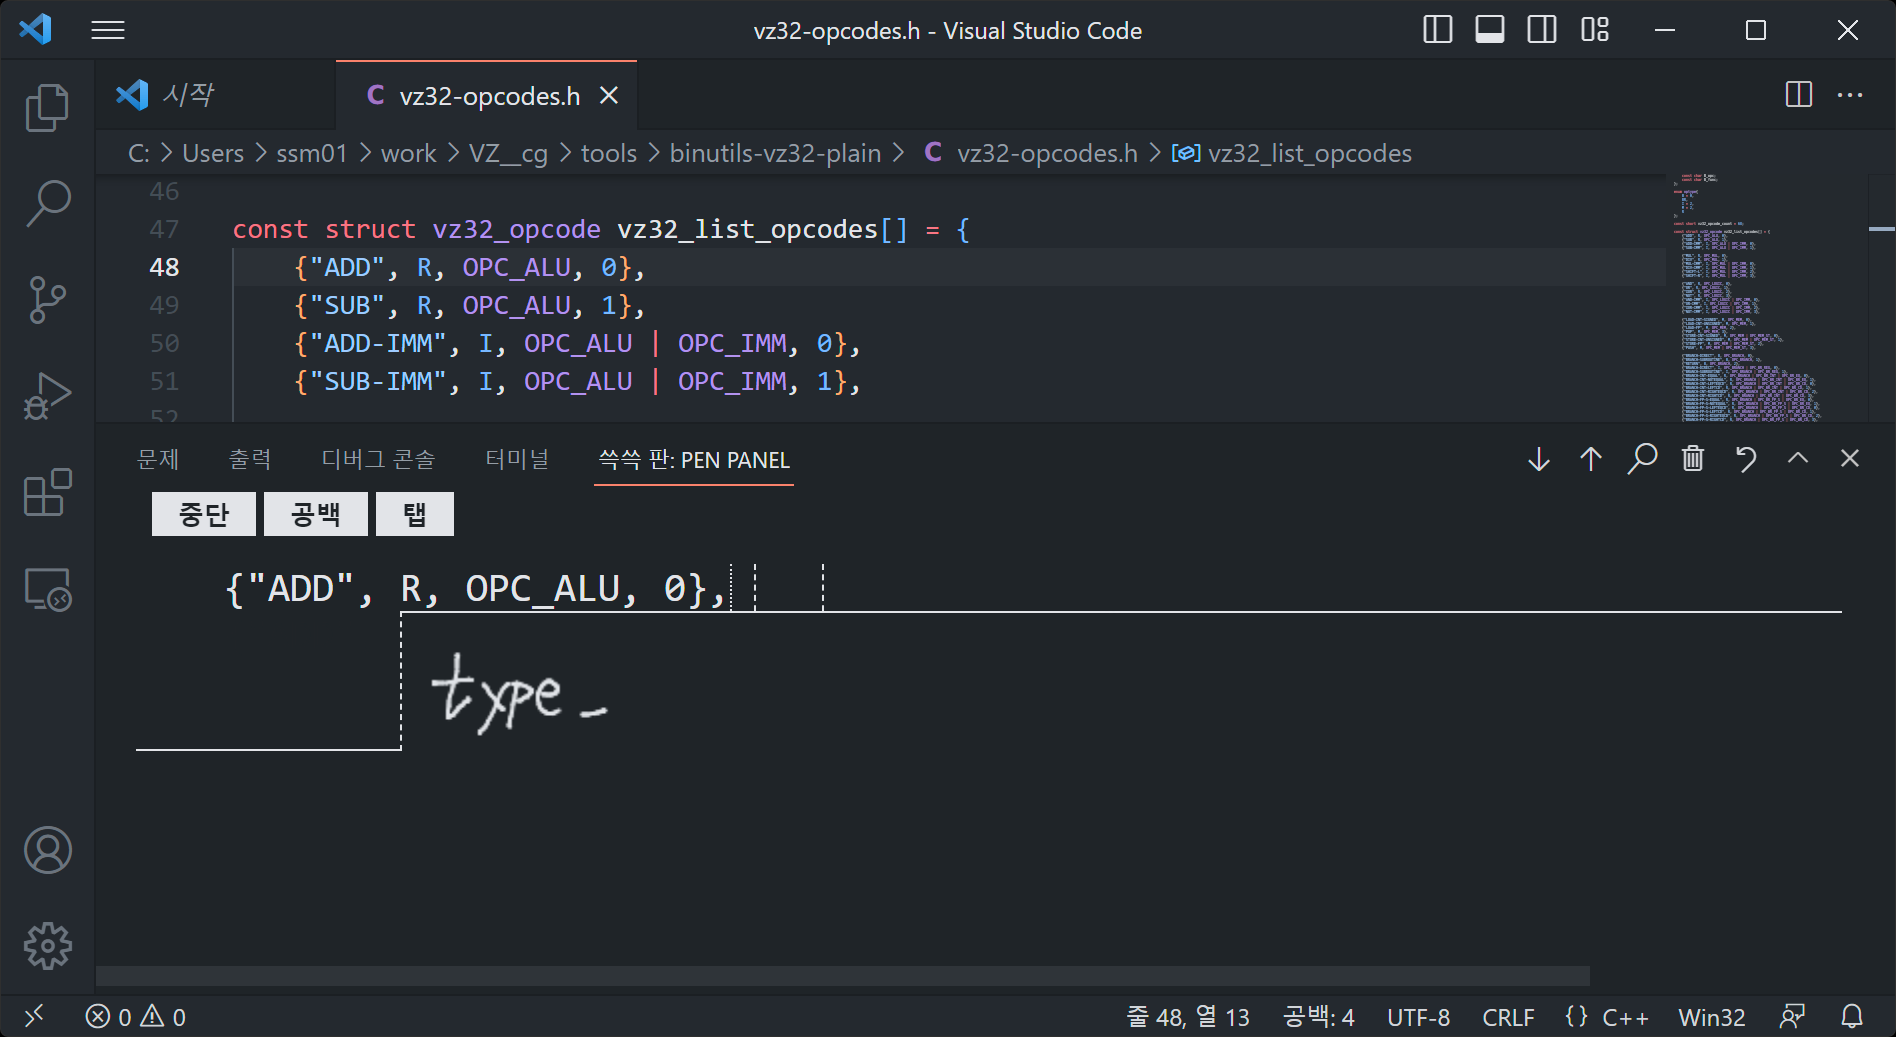 vz32-opcodes.h - Visual Studio Code
시작
C vz32-opcodes.h
C: > Users > ssm01 > work > VZ__cg > tools > binutils-vz32-plain > C vz32-opcodes.h > vz32_list_opcodes
46
47 const struct vz32_opcode vz32_list_opcodes[] = {
48 {"ADD", R, OPC_ALU, 0},
49 {"SUB", R, OPC_ALU, 1},
50 {"ADD-IMM", I, OPC_ALU | OPC_IMM, 0},
51 {"SUB-IMM", I, OPC_ALU | OPC_IMM, 1},
52
문제 출력 디버그 콘솔 터미널 쓱쓱 판: PEN PANEL
중단 공백 탭
{"ADD", R, OPC_ALU, 0},
type_
0 0 줄 48, 열 13 공백: 4 UTF-8 CRLF {} C++ Win32